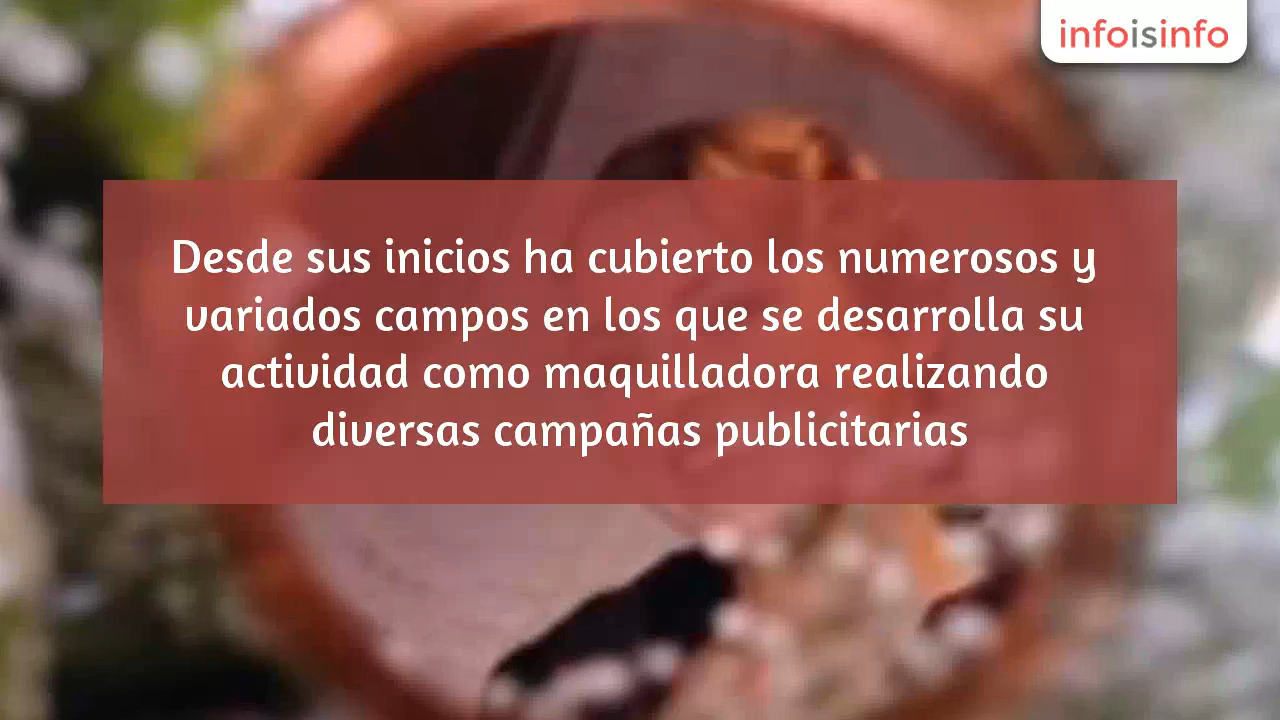 infoisinfo
Desde sus inicios ha cubierto los numerosos y
variados campos en los que se desarrolla su
actividad como maquilladora realizando
diversas campañas publicitarias